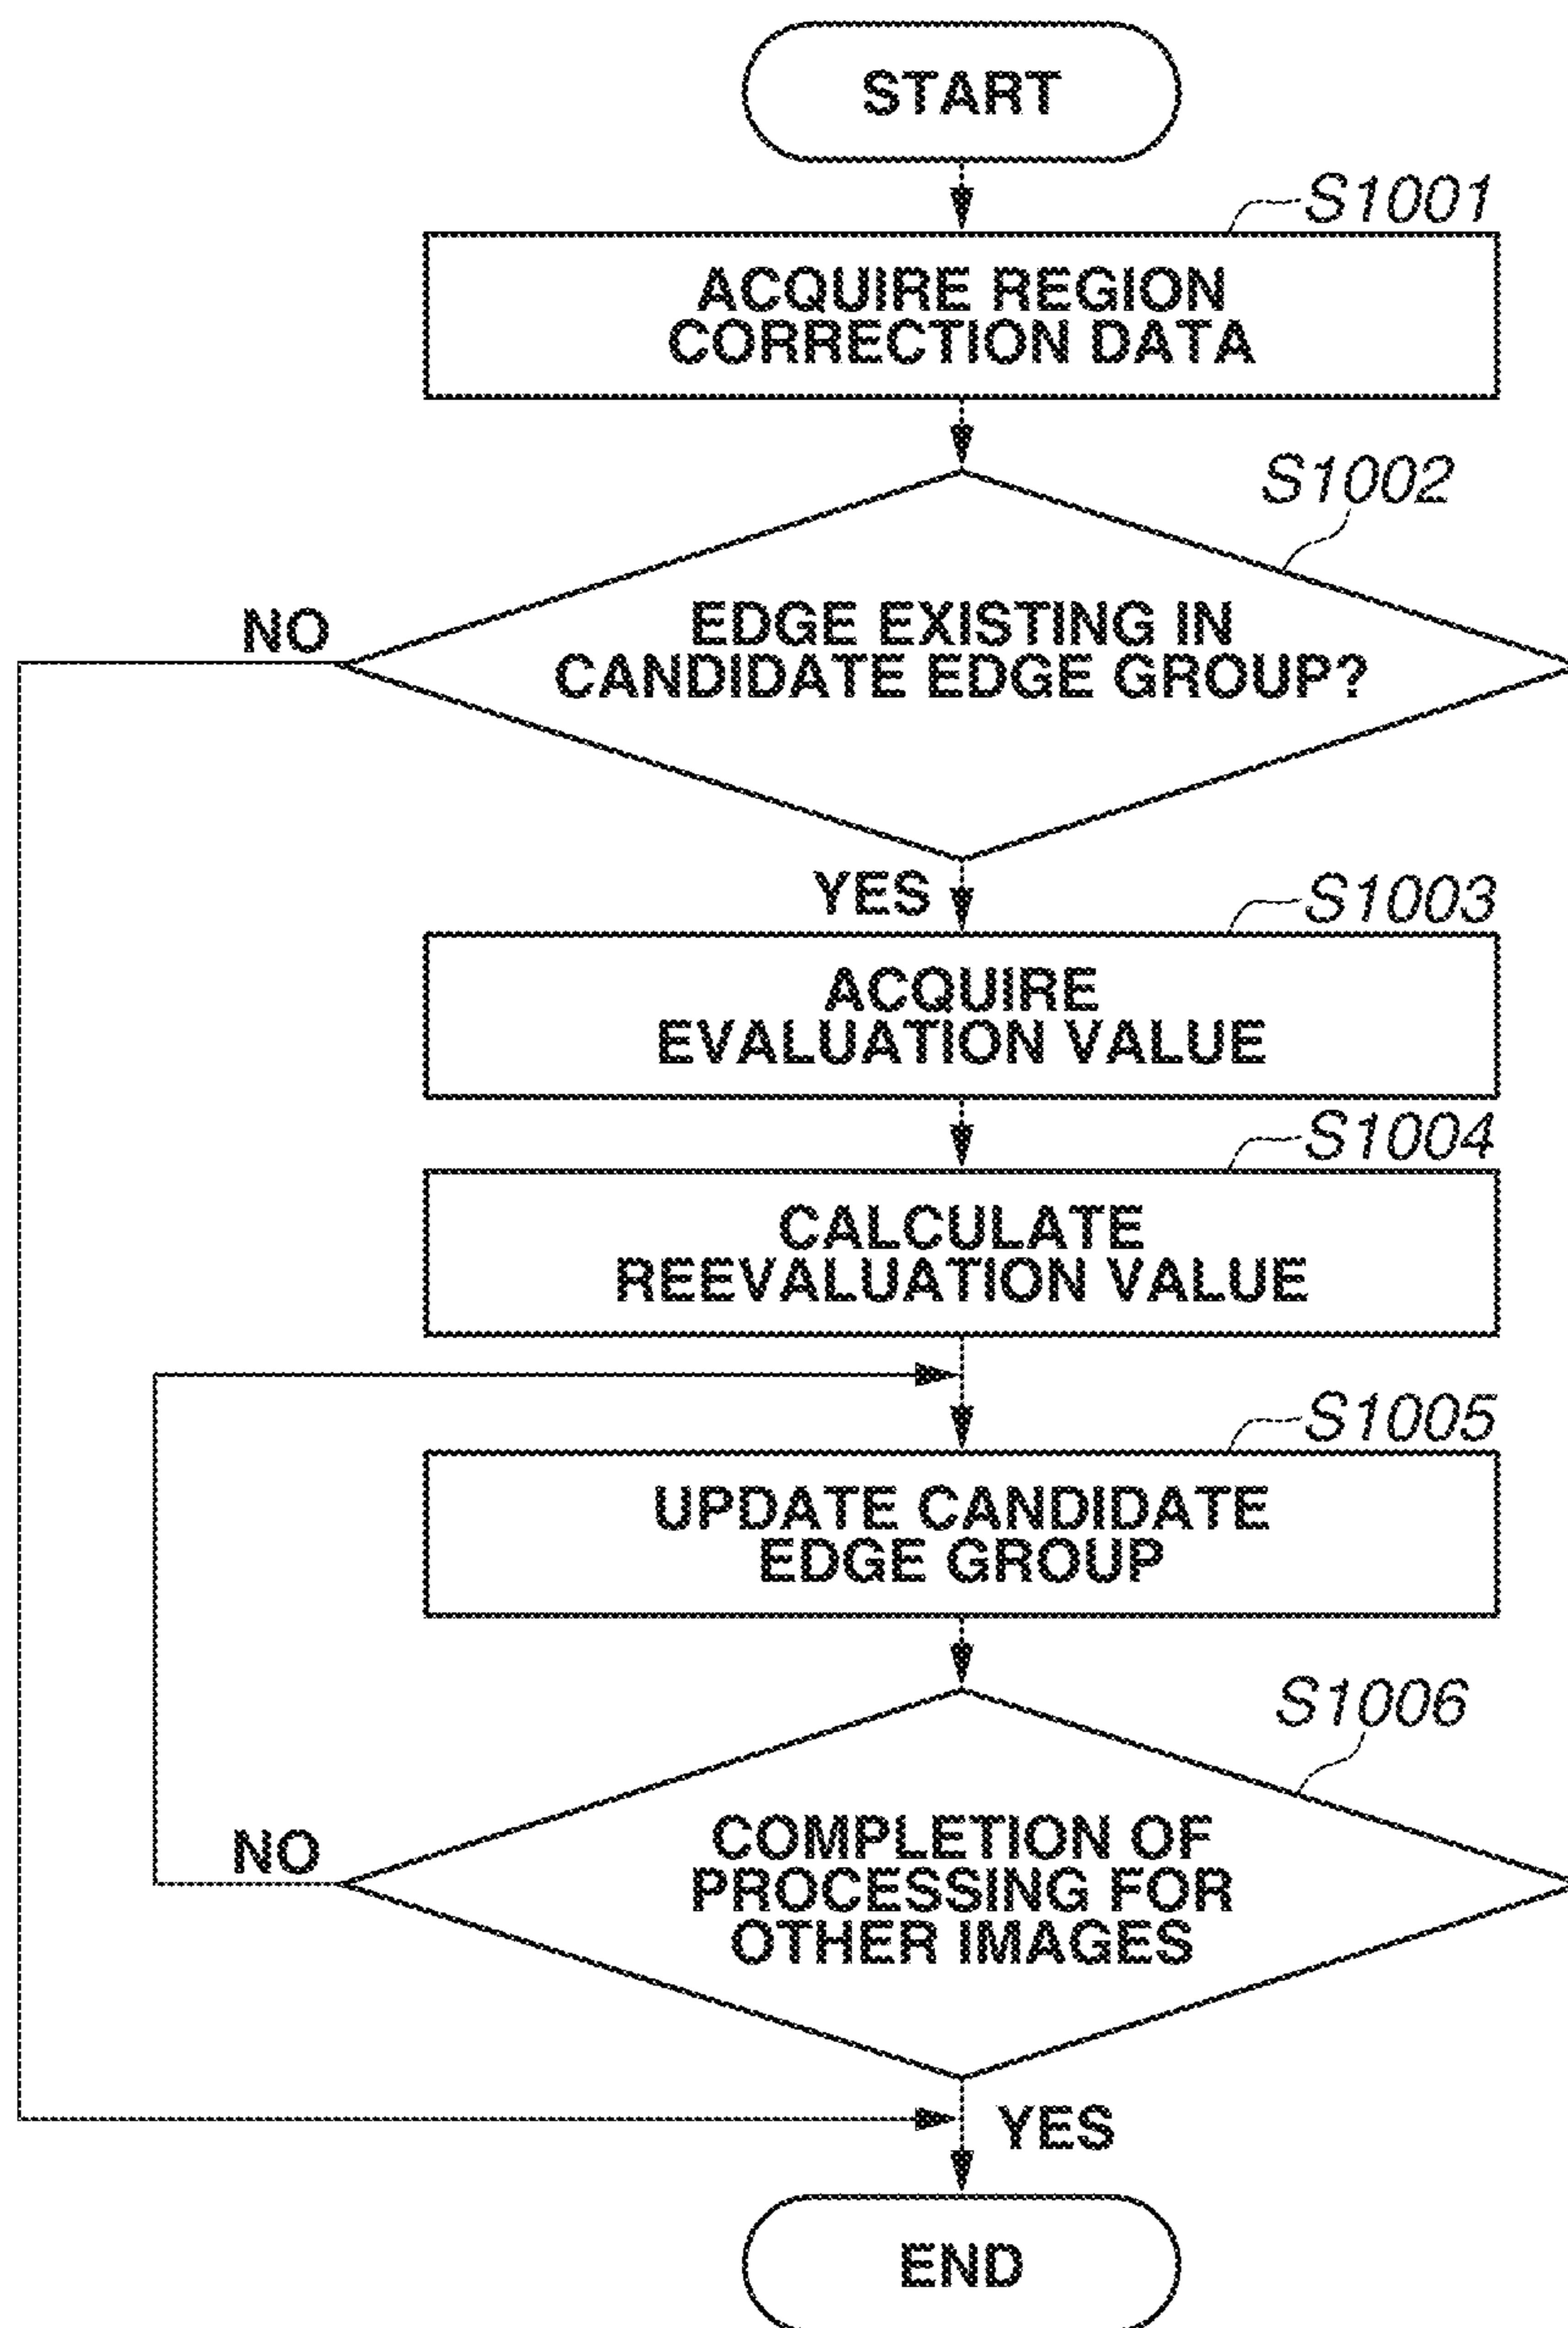 START
S1001
ACQUIRE REGION
CORRECTION DATA
S1002
NO
EDGE EXISTING IN
CANDIDATE EDGE GROUP?
YES
S1003
ACQUIRE
EVALUATION VALUE
S1004
CALCULATE
REEVALUATION VALUE
S1005
UPDATE CANDIDATE
EDGE GROUP
S1006
NO
COMPLETION OF
PROCESSING FOR
OTHER IMAGES
YES
END